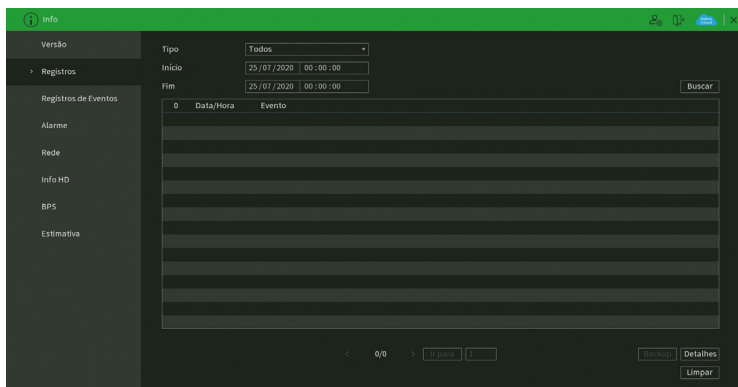 Info
Versão
Registros
Registros de Eventos
Alarme
Rede
Info HD
BPS
Estimativa
Tipo Todos
Início 25/07/2020 00:00:00
Fim 25/07/2020 00:00:00
Buscar
0 Data/Hora Evento
< 0/0 > Ir para 1
Backup Detalhes
Limpar